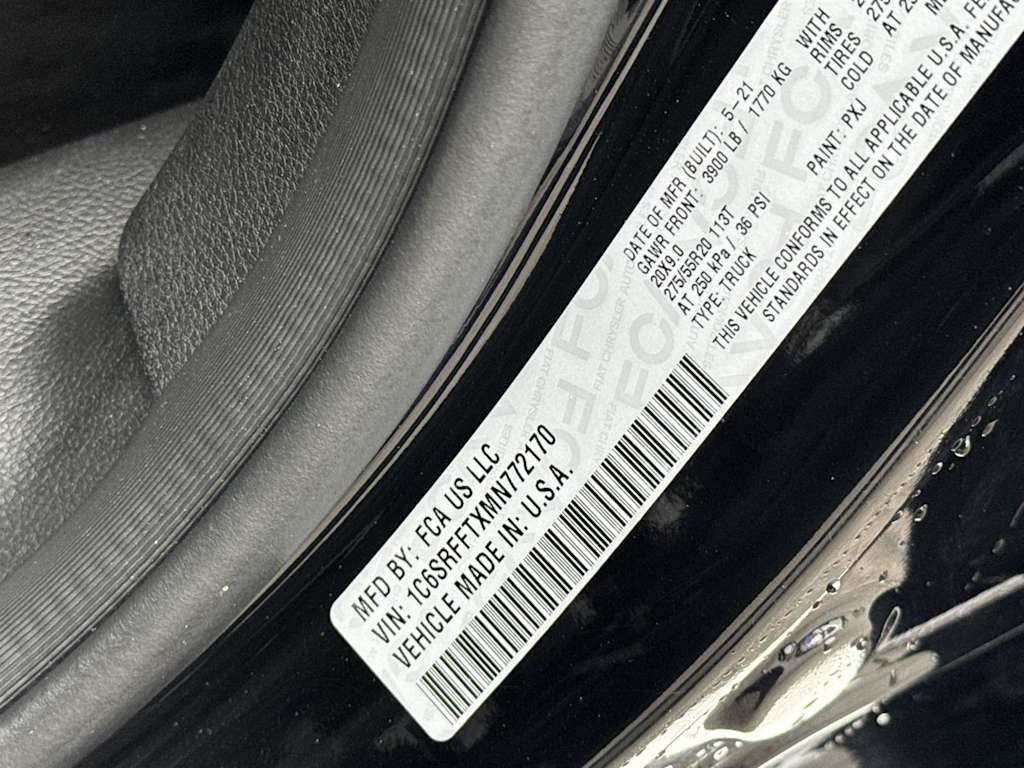 MFD BY: FCA US LLC
VIN: 1C6SRFFTXMN772170
VEHICLE MADE IN: U.S.A.
DATE OF MFR (BUILT): 5-21
GAWR FRONT: 3900 LB / 1770 KG WITH
20X9.0 RIMS
275/55R20 113T TIRES
AT 250 kPa / 36 PSI COLD AT
TYPE: TRUCK PAINT: PXJ
THIS VEHICLE CONFORMS TO ALL APPLICABLE U.S.A.
STANDARDS IN EFFECT ON THE DATE OF